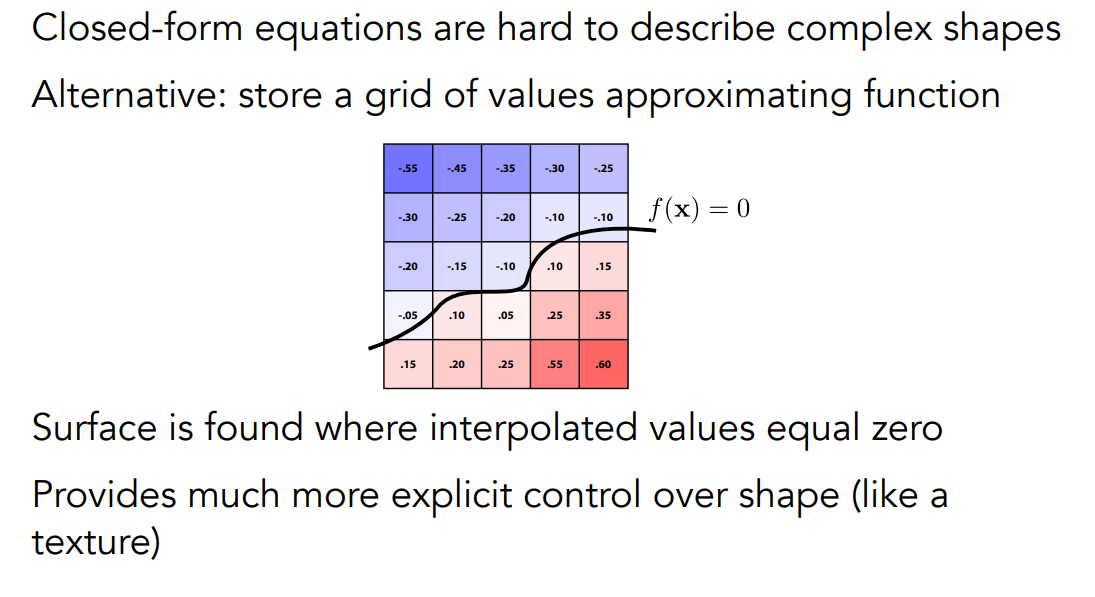 Closed-form equations are hard to describe complex shapes
Alternative: store a grid of values approximating function
-.55 -.45 -.35 -.30 -.25
-.30 -.25 -.20 -.10 -.10 f(x) = 0
-.20 -.15 -.10 .10 .15
-.05 .10 .05 .25 .35
.15 .20 .25 .55 .60
Surface is found where interpolated values equal zero
Provides much more explicit control over shape (like a
texture)